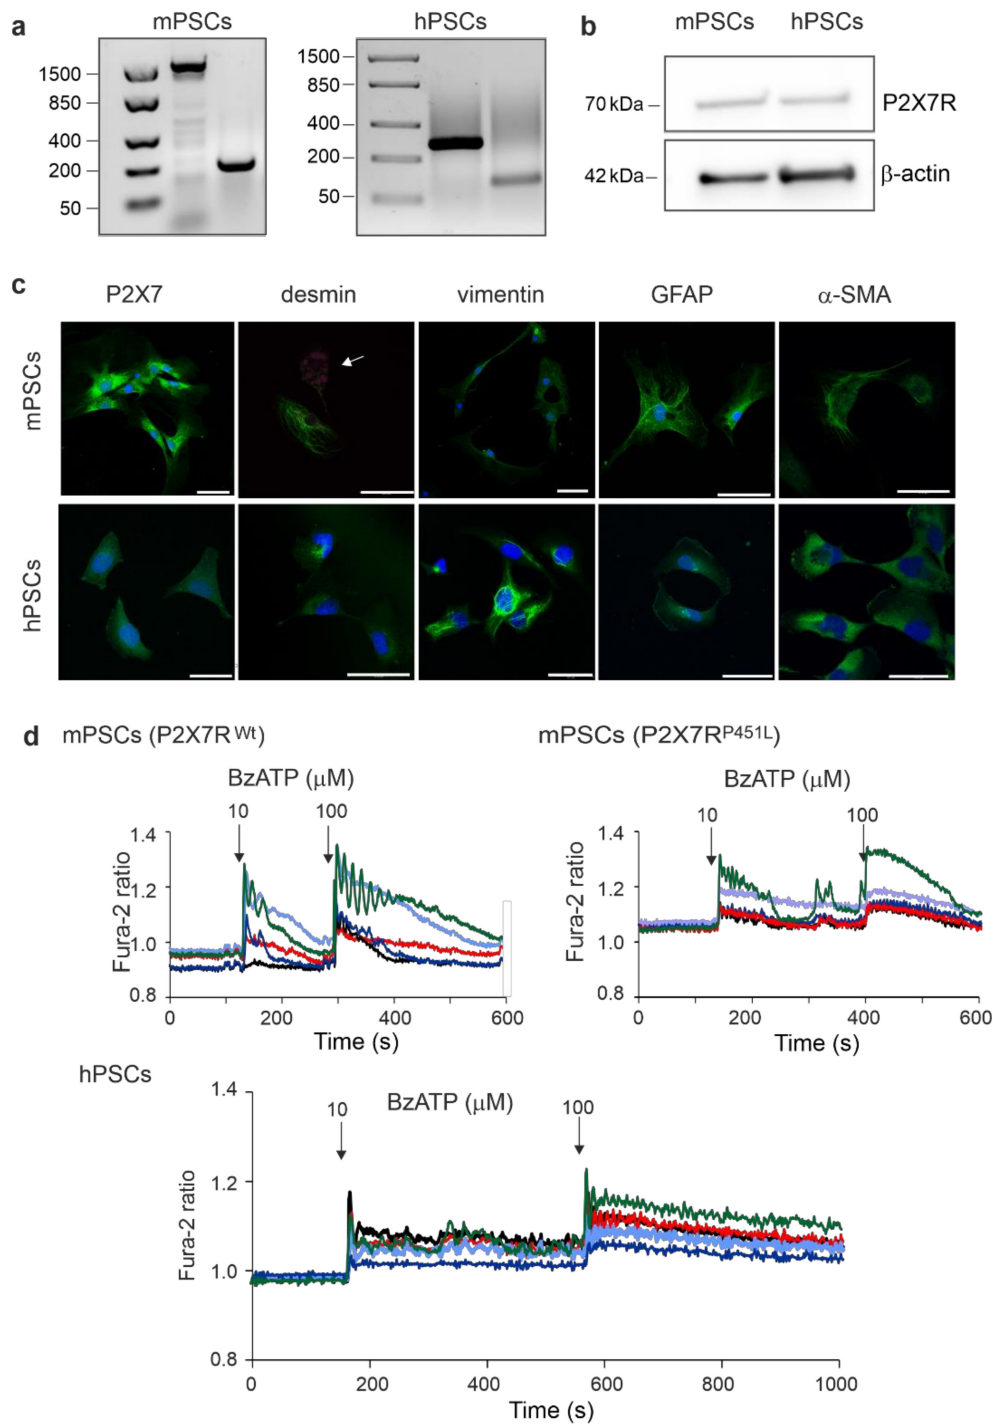 a
mPSCs
hPSCs
1500
850
400
200
50
1500
850
400
200
50
b
mPSCs
hPSCs
70 kDa
P2X7R
42 kDa
β-actin
c
P2X7
desmin
vimentin
GFAP
α-SMA
mPSCs
hPSCs
d
mPSCs (P2X7R Wt)
mPSCs (P2X7RP451L)
BzATP (μM)
10
100
1.4
1.2
1.0
0.8
Fura-2 ratio
0
200
400
600
Time (s)
BzATP (μM)
10
100
1.4
1.2
1.0
0.8
Fura-2 ratio
0
200
400
600
Time (s)
hPSCs
BzATP (μM)
10
100
1.4
1.2
1.0
0.8
Fura-2 ratio
0
200
400
600
800
1000
Time (s)